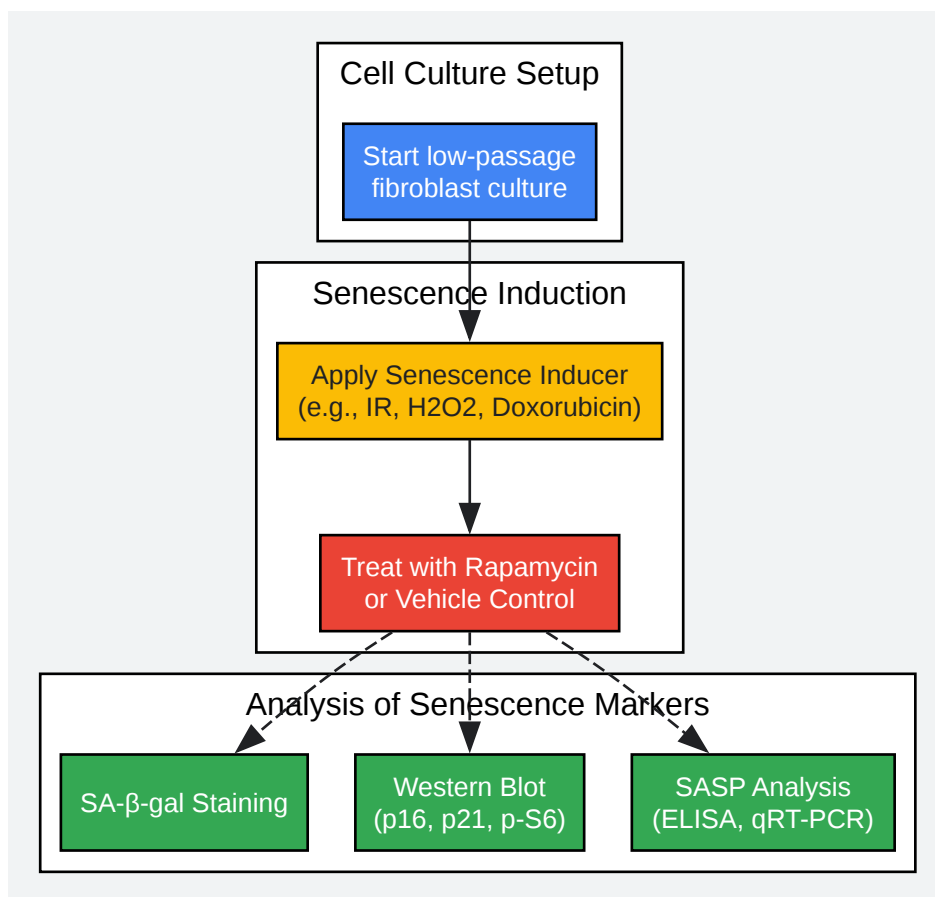 Cell Culture Setup
Start low-passage
fibroblast culture
Senescence Induction
Apply Senescence Inducer
(e.g., IR, H2O2, Doxorubicin)
Treat with Rapamycin
or Vehicle Control
Analysis of Senescence Markers
SA-β-gal Staining
Western Blot
(p16, p21, p-S6)
SASP Analysis
(ELISA, qRT-PCR)